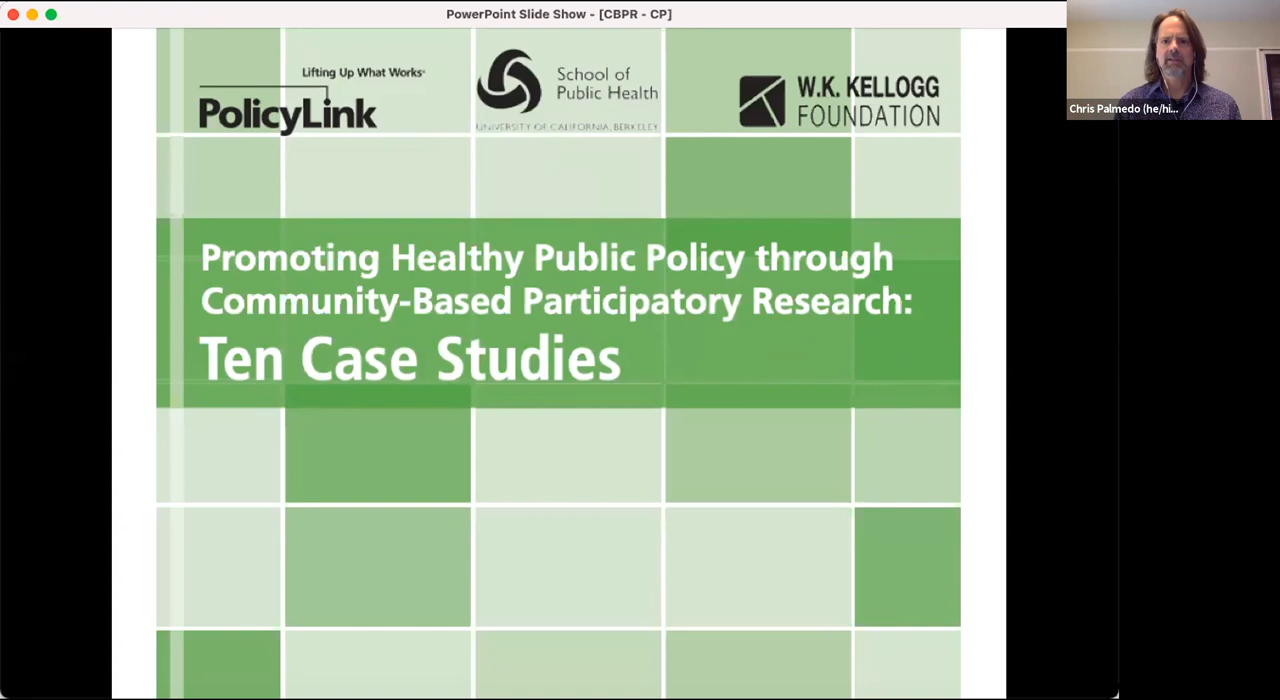 PowerPoint Slide Show - [CBPR - CP]
Chris Palmedo (he/hi...
Lifting Up What Works®
PolicyLink
School of
Public Health
UNIVERSITY OF CALIFORNIA, BERKELEY
W.K. KELLOGG
FOUNDATION
Promoting Healthy Public Policy through
Community-Based Participatory Research:
Ten Case Studies